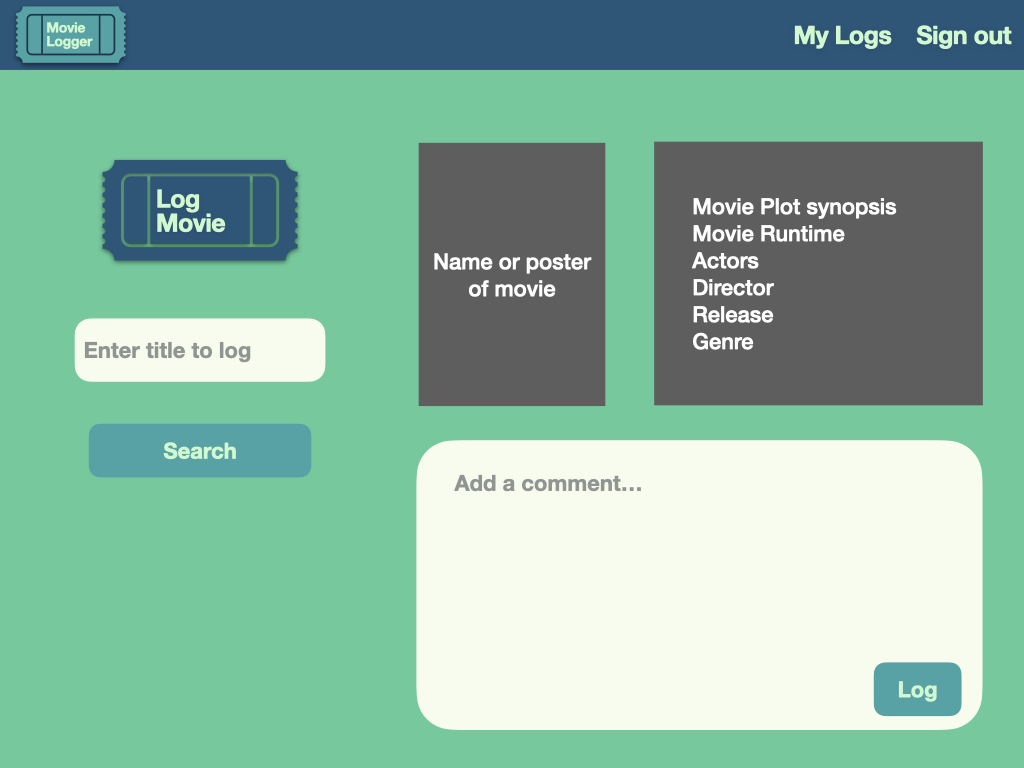 Movie
Logger
My Logs
Sign out
Log
Movie
Enter title to log
Search
Name or poster
of movie
Movie Plot synopsis
Movie Runtime
Actors
Director
Release
Genre
Add a comment...
Log